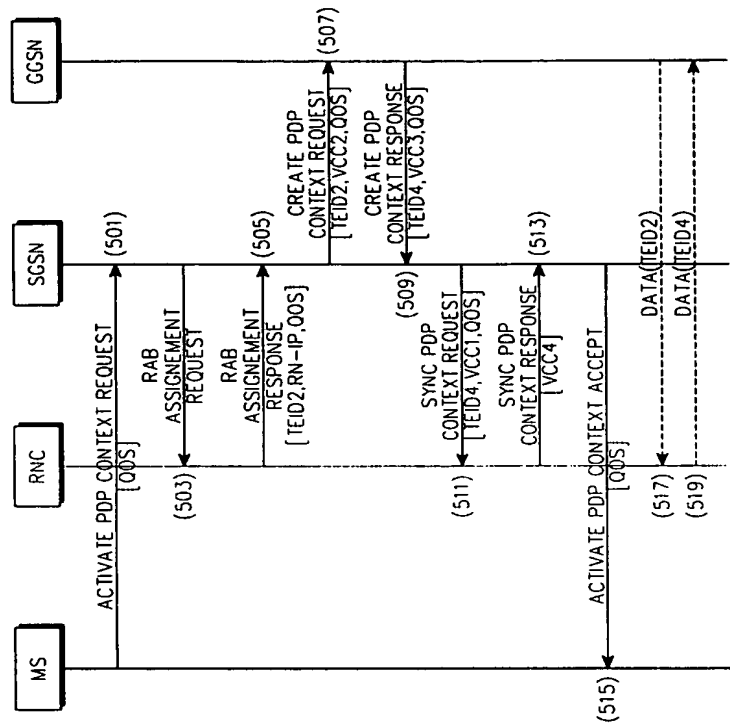 MS
RNC
SGSN
GGSN
ACTIVATE PDP CONTEXT REQUEST
[QOS]
(501)
RAB
ASSIGNEMENT
REQUEST
(503)
RAB
ASSIGNEMENT
RESPONSE
[TEID2,RN-IP,QOS]
(505)
CREATE PDP
CONTEXT REQUEST
[TEID2,VCC2,QOS]
(507)
CREATE PDP
CONTEXT RESPONSE
[TEID4,VCC3,QOS]
(509)
SYNC PDP
CONTEXT REQUEST
[TEID4,VCC1,QOS]
(511)
SYNC PDP
CONTEXT RESPONSE
[VCC4]
(513)
ACTIVATE PDP CONTEXT ACCEPT
[QOS]
(515)
DATA(TEID2)
(517)
DATA(TEID4)
(519)